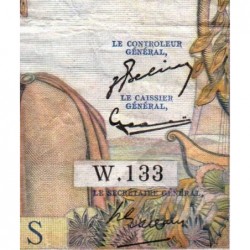 LE CONTROLEUR
GÉNÉRAL,
LE CAISSIER
GÉNÉRAL,
W.133
LE SECRÉTAIRE GÉNÉRAL
S